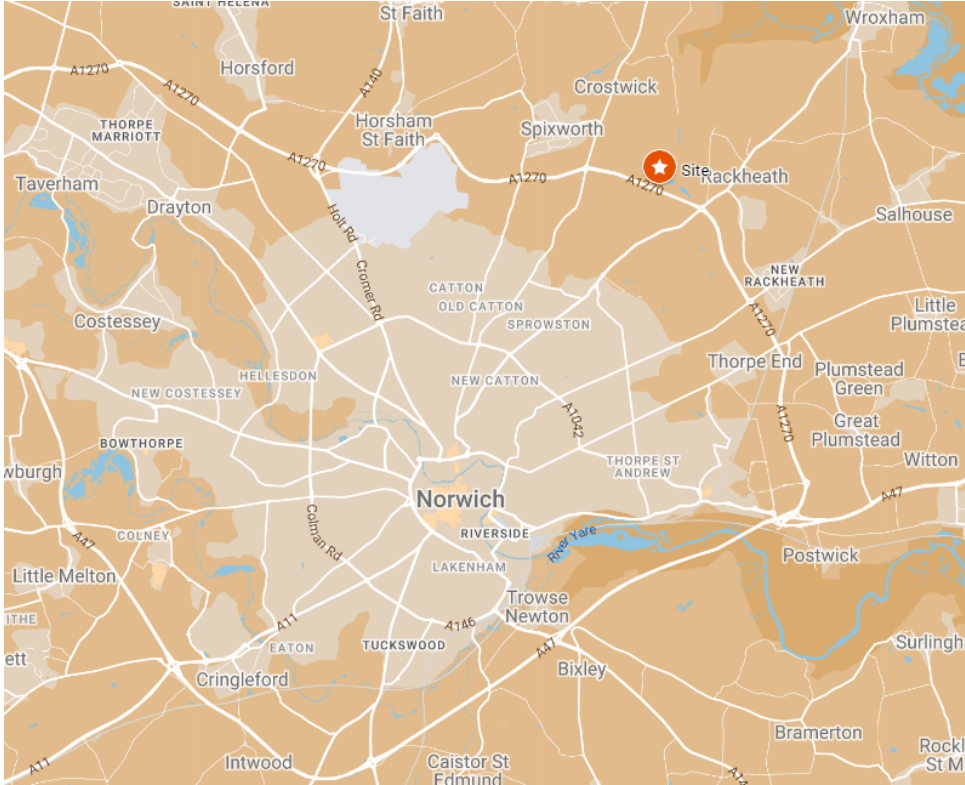 SAINT HELENA
St Faith
Wroxham
A1270
Horsford
A140
A1270
Crostwick
THORPE
MARRIOTT
Horsham
St Faith
Spixworth
A1270
A1270
A1270
Site
Rackheath
Taverham
Drayton
Holt Rd
Salhouse
Cromer Rd
CATTON
OLD CATTON
NEW
RACKHEATH
Costessey
SPROWSTON
A1270
Little
Plumstea
Thorpe End
HELLESDON
NEW CATTON
Plumstead
Green
NEW COSTESSEY
A1042
A1270
Great
Plumstead
BOWTHORPE
THORPE ST
ANDREW
Witton
wburgh
Norwich
A47
Colman Rd
RIVERSIDE
River Yare
A47
COLNEY
Postwick
LAKENHAM
Little Melton
Trowse
Newton
ITHE
A11
A146
EATON
TUCKSWOOD
A47
Surlingh
ett
Cringleford
Bixley
Bramerton
Rockl
St M
A11
Intwood
Caistor St
Edmund
A14